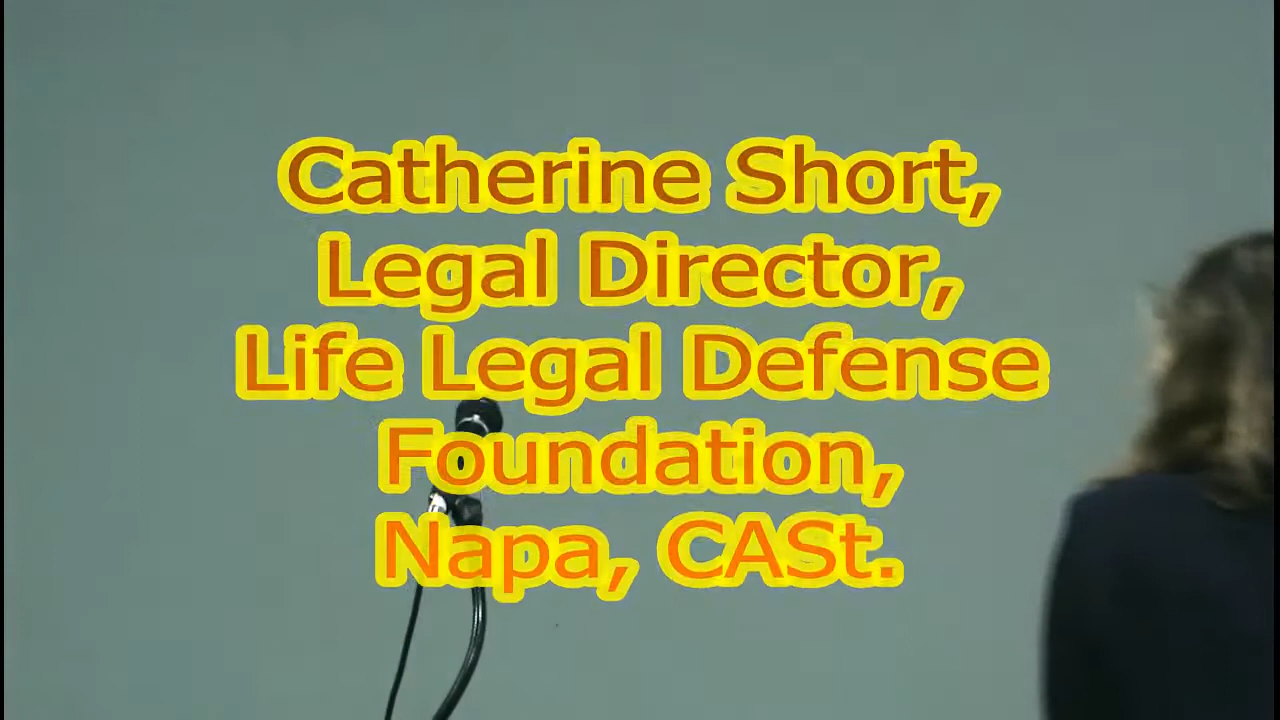 Catherine Short,
Legal Director,
Life Legal Defense
Foundation,
Napa, CASt.